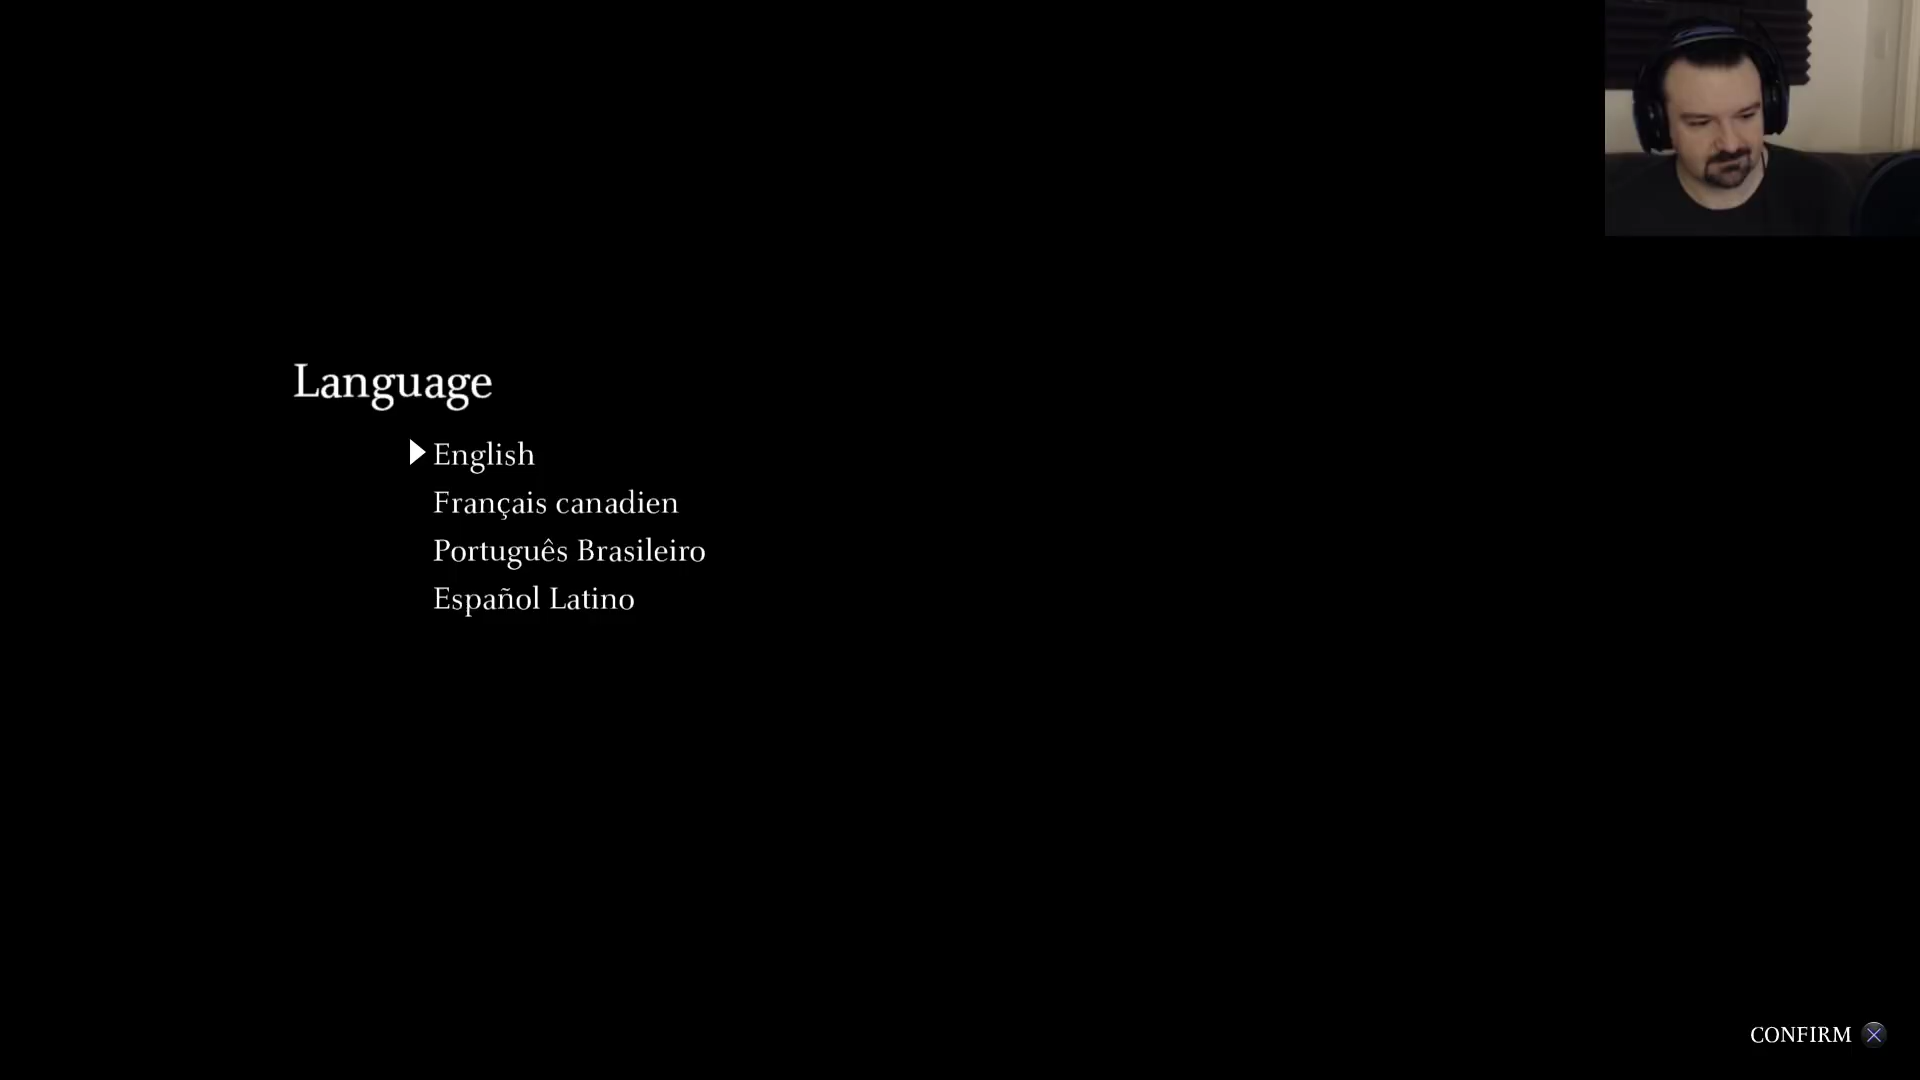 Language
English
Français canadien
Português Brasileiro
Español Latino
CONFIRM